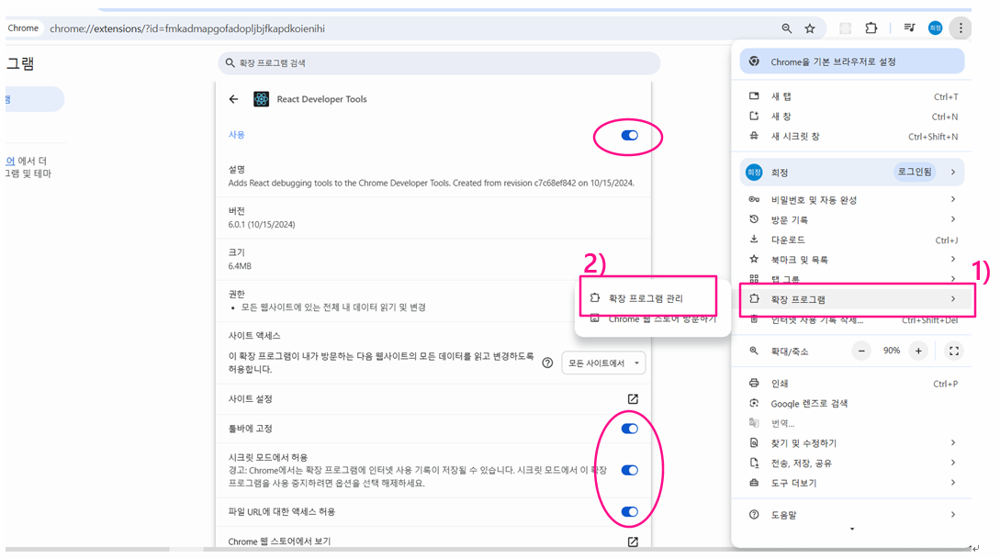 Chrome
chrome://extensions/?id=fmkadmapgofadopljbjfkapdkoienihi
희정
그램
램
어 에서 더
그램 및 테마
확장 프로그램 검색
React Developer Tools
사용
설명
Adds React debugging tools to the Chrome Developer Tools. Created from revision c7c68ef842 on 10/15/2024.
버전
6.0.1 (10/15/2024)
크기
6.4MB
권한
• 모든 웹사이트에 있는 전체 내 데이터 읽기 및 변경
사이트 액세스
이 확장 프로그램이 내가 방문하는 다음 웹사이트의 모든 데이터를 읽고 변경하도록
허용합니다.
모든 사이트에서
사이트 설정
툴바에 고정
시크릿 모드에서 허용
경고: Chrome에서는 확장 프로그램에 인터넷 사용 기록이 저장될 수 있습니다. 시크릿 모드에서 이 확장
프로그램을 사용 중지하려면 옵션을 선택 해제하세요.
파일 URL에 대한 액세스 허용
Chrome 웹 스토어에서 보기
2)
확장 프로그램 관리
Chrome 웹 스토어 방문하기
Chrome을 기본 브라우저로 설정
새 탭 Ctrl+T
새 창 Ctrl+N
새 시크릿 창 Ctrl+Shift+N
희정 희정 로그인됨
비밀번호 및 자동 완성
방문 기록
다운로드 Ctrl+J
북마크 및 목록
탭 그룹
1)
확장 프로그램
인터넷 사용 기록 삭제... Ctrl+Shift+Del
확대/축소 − 90% +
인쇄 Ctrl+P
Google 렌즈로 검색
번역...
찾기 및 수정하기
전송, 저장, 공유
도구 더보기
도움말